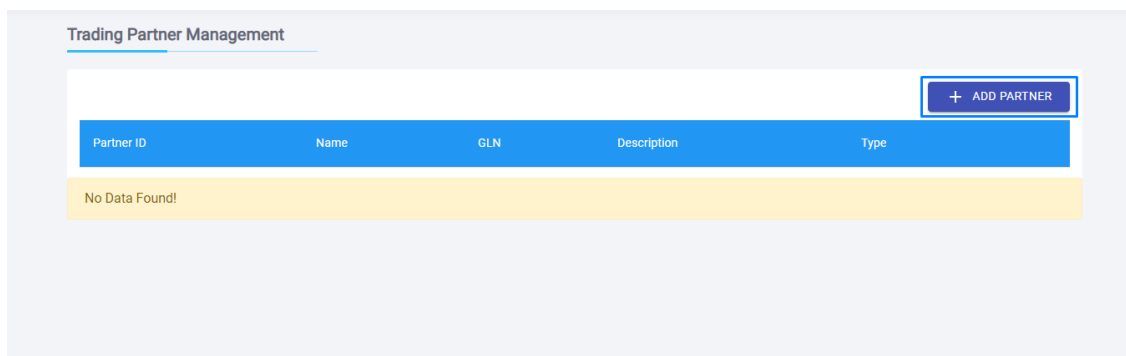 Trading Partner Management
+ ADD PARTNER
Partner ID Name GLN Description Type
No Data Found!